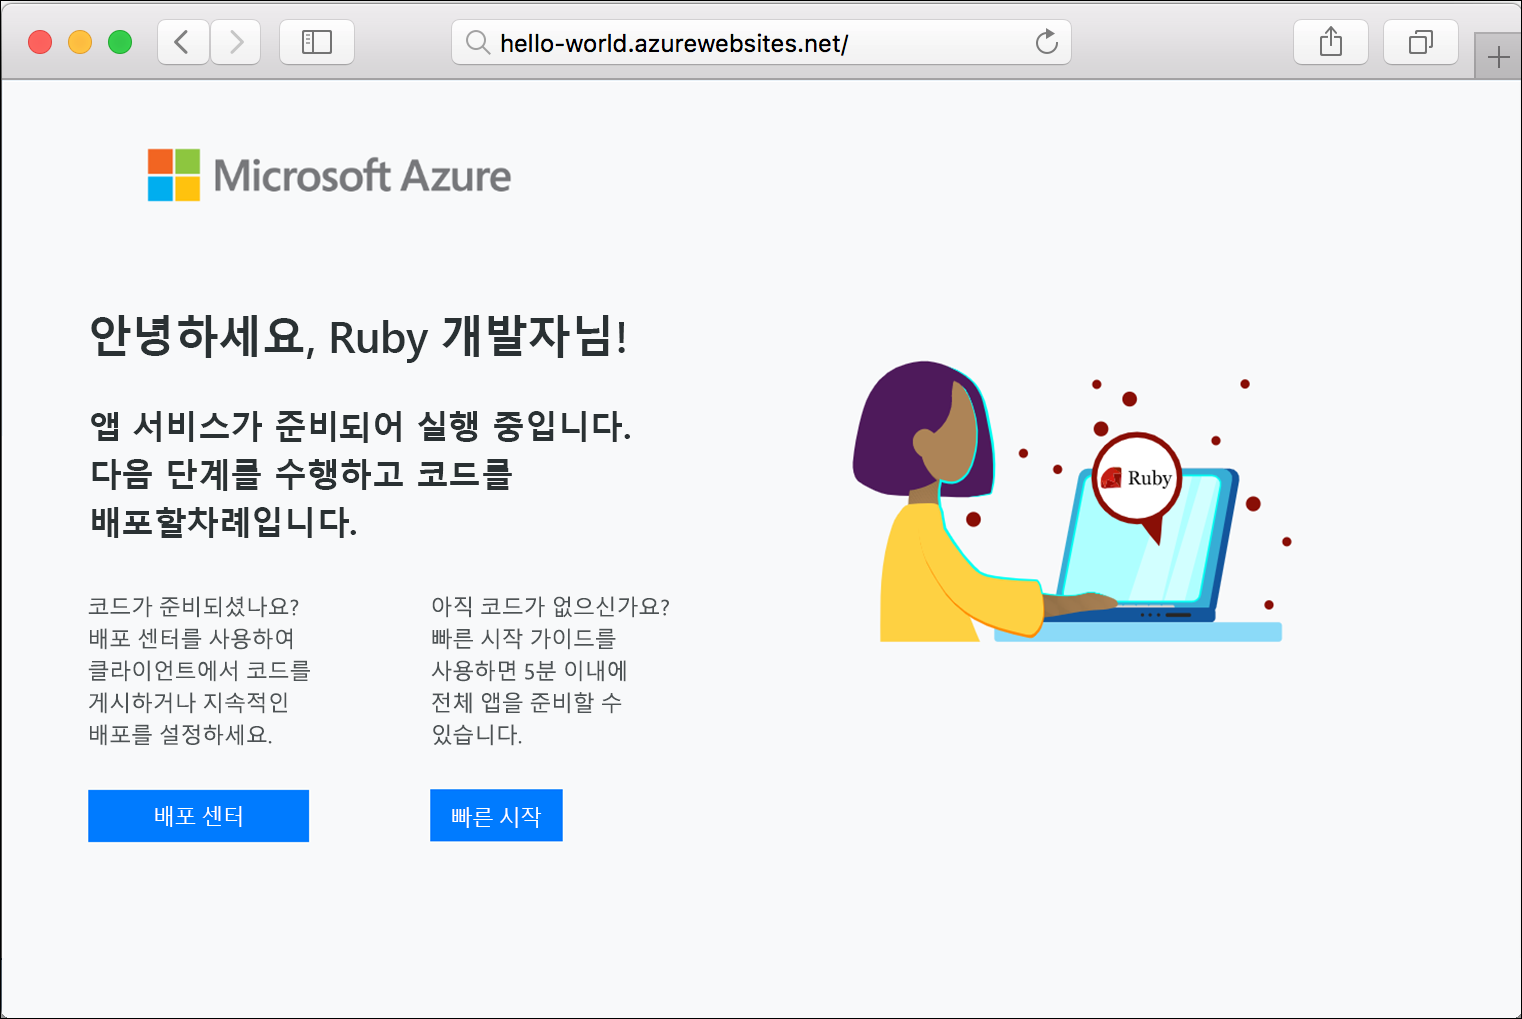 hello-world.azurewebsites.net/
Microsoft Azure
안녕하세요, Ruby 개발자님!
앱 서비스가 준비되어 실행 중입니다.
다음 단계를 수행하고 코드를
배포할차례입니다.
코드가 준비되셨나요?
배포 센터를 사용하여
클라이언트에서 코드를
게시하거나 지속적인
배포를 설정하세요.
배포 센터
아직 코드가 없으신가요?
빠른 시작 가이드를
사용하면 5분 이내에
전체 앱을 준비할 수
있습니다.
빠른 시작
Ruby